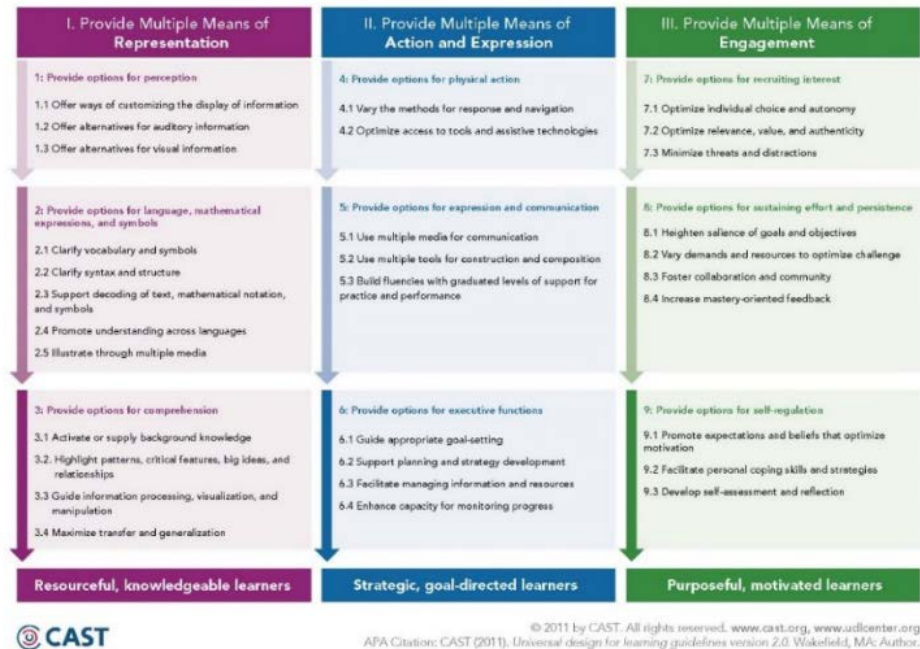 I. Provide Multiple Means of
Representation
1: Provide options for perception
1.1 Offer ways of customizing the display of information
1.2 Offer alternatives for auditory information
1.3 Offer alternatives for visual information
2: Provide options for language, mathematical
expressions, and symbols
2.1 Clarify vocabulary and symbols
2.2 Clarify syntax and structure
2.3 Support decoding of text, mathematical notation,
and symbols
2.4 Promote understanding across languages
2.5 Illustrate through multiple media
3: Provide options for comprehension
3.1 Activate or supply background knowledge
3.2. Highlight patterns, critical features, big ideas, and
relationships
3.3 Guide information processing, visualization, and
manipulation
3.4 Maximize transfer and generalization
Resourceful, knowledgeable learners
II. Provide Multiple Means of
Action and Expression
4: Provide options for physical action
4.1 Vary the methods for response and navigation
4.2 Optimize access to tools and assistive technologies
5: Provide options for expression and communication
5.1 Use multiple media for communication
5.2 Use multiple tools for construction and composition
5.3 Build fluencies with graduated levels of support for
practice and performance
6: Provide options for executive functions
6.1 Guide appropriate goal-setting
6.2 Support planning and strategy development
6.3 Facilitate managing information and resources
6.4 Enhance capacity for monitoring progress
Strategic, goal-directed learners
III. Provide Multiple Means of
Engagement
7: Provide options for recruiting interest
7.1 Optimize individual choice and autonomy
7.2 Optimize relevance, value, and authenticity
7.3 Minimize threats and distractions
8: Provide options for sustaining effort and persistence
8.1 Heighten salience of goals and objectives
8.2 Vary demands and resources to optimize challenge
8.3 Foster collaboration and community
8.4 Increase mastery-oriented feedback
9: Provide options for self-regulation
9.1 Promote expectations and beliefs that optimize
motivation
9.2 Facilitate personal coping skills and strategies
9.3 Develop self-assessment and reflection
Purposeful, motivated learners
CAST
© 2011 by CAST. All rights reserved. www.cast.org, www.udlcenter.org
APA Citation: CAST (2011). Universal design for learning guidelines version 2.0. Wakefield, MA: Author.